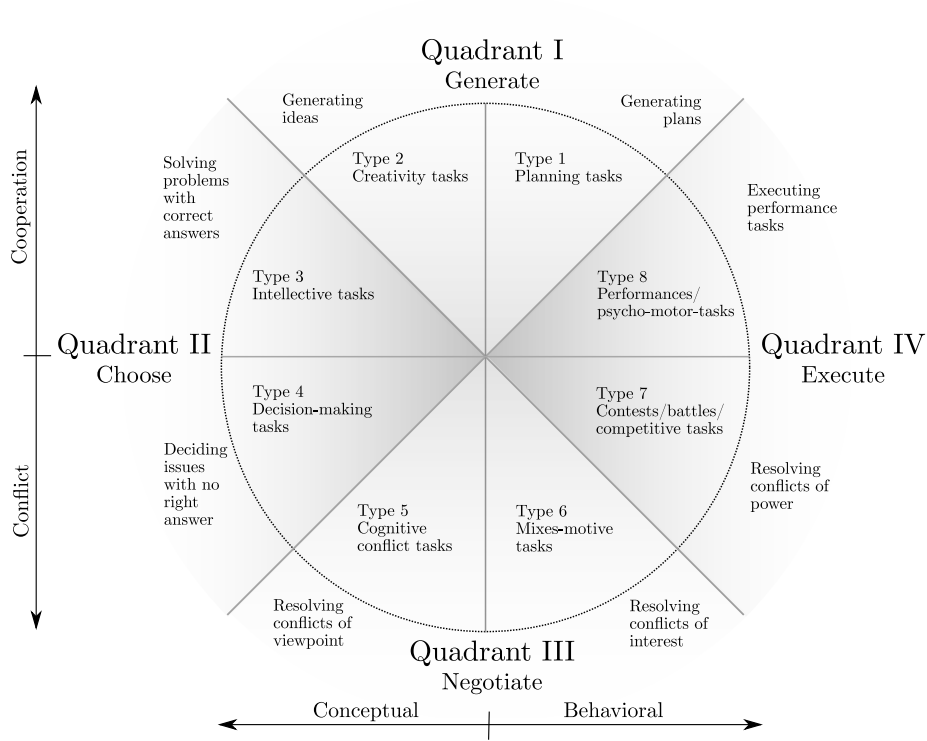 Quadrant I
Generate
Generating
ideas
Generating
plans
Type 2
Creativity tasks
Type 1
Planning tasks
Solving
problems
with
correct
answers
Executing
performance
tasks
Cooperation
Type 3
Intellective tasks
Type 8
Performances/
psycho-motor-tasks
Quadrant II
Choose
Quadrant IV
Execute
Type 4
Decision-making
tasks
Type 7
Contests/battles/
competitive tasks
Conflict
Deciding
issues
with no
right
answer
Resolving
conflicts of
power
Type 5
Cognitive
conflict tasks
Type 6
Mixes-motive
tasks
Resolving
conflicts of
viewpoint
Resolving
conflicts of
interest
Quadrant III
Negotiate
Conceptual
Behavioral